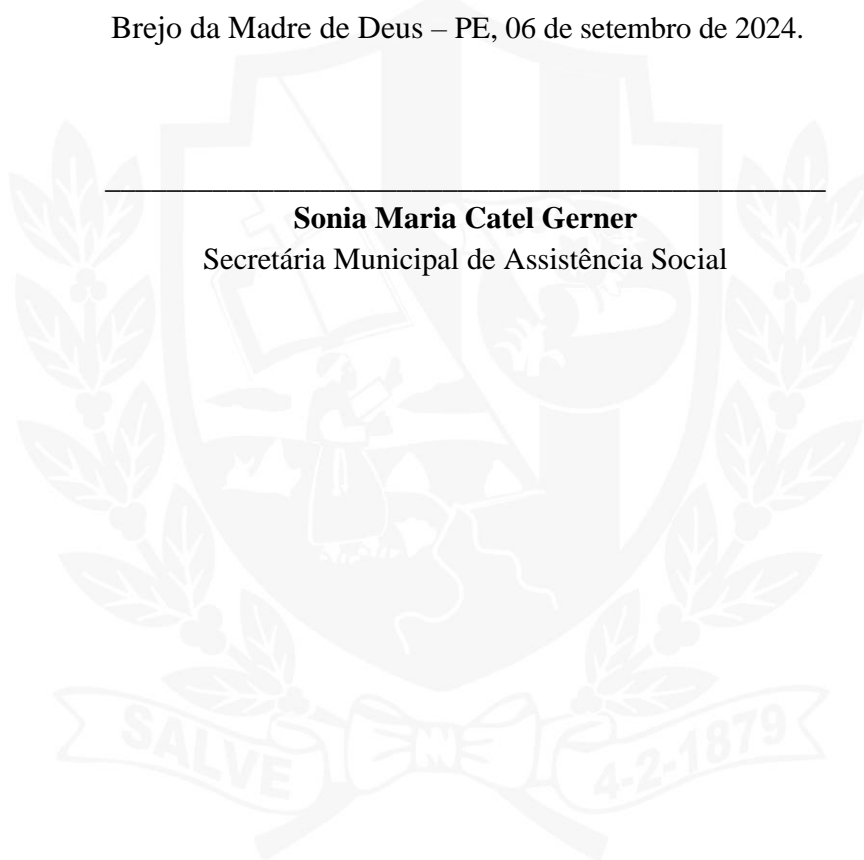 Brejo da Madre de Deus – PE, 06 de setembro de 2024.
Sonia Maria Catel Gerner
Secretária Municipal de Assistência Social
SALVE
4-2-1879